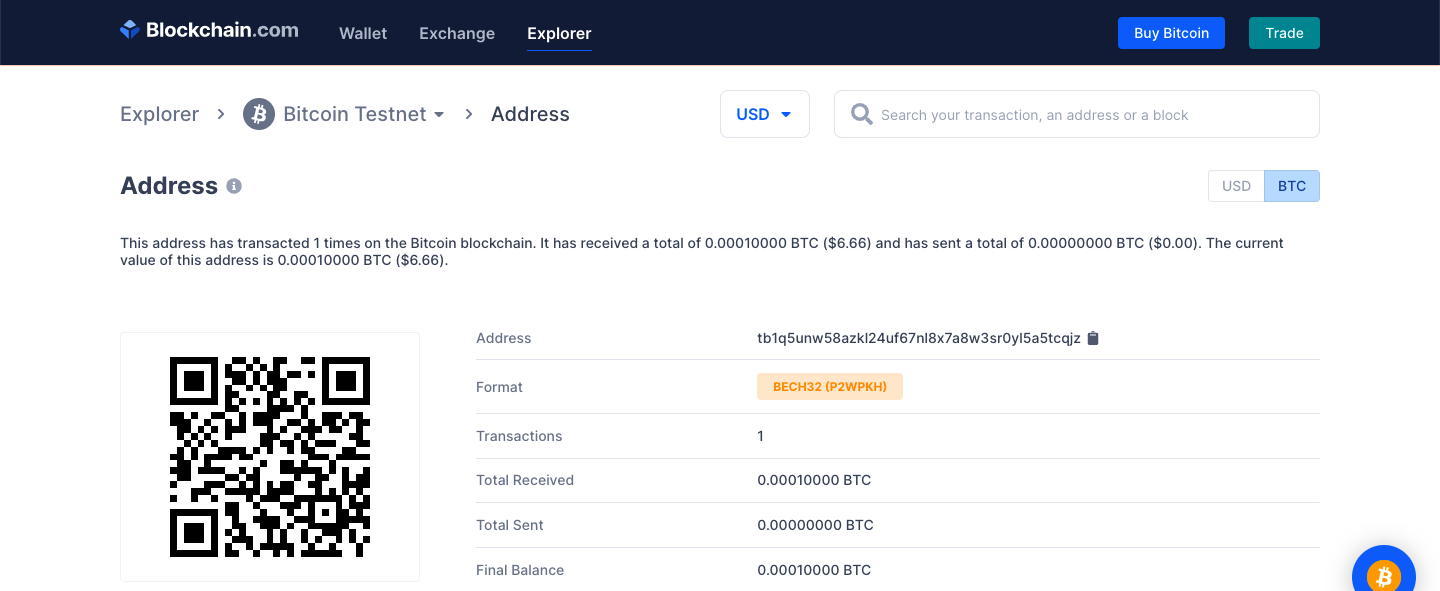 Blockchain.com Wallet Exchange Explorer Buy Bitcoin Trade
Explorer > Bitcoin Testnet > Address USD Search your transaction, an address or a block
Address USD BTC
This address has transacted 1 times on the Bitcoin blockchain. It has received a total of 0.00010000 BTC ($6.66) and has sent a total of 0.00000000 BTC ($0.00). The current
value of this address is 0.00010000 BTC ($6.66).
Address tb1q5unw58azkl24uf67nl8x7a8w3sr0yl5a5tcqjz
Format BECH32 (P2WPKH)
Transactions 1
Total Received 0.00010000 BTC
Total Sent 0.00000000 BTC
Final Balance 0.00010000 BTC